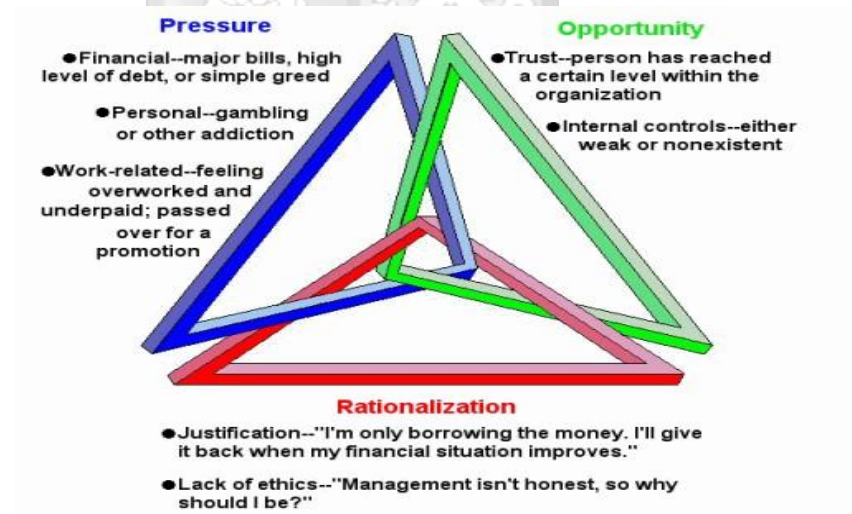 Pressure
●Financial--major bills, high
level of debt, or simple greed
●Personal--gambling
or other addiction
●Work-related--feeling
overworked and
underpaid; passed
over for a
promotion
Opportunity
●Trust--person has reached
a certain level within the
organization
●Internal controls--either
weak or nonexistent
Rationalization
●Justification--"I'm only borrowing the money. I'll give
it back when my financial situation improves."
●Lack of ethics--"Management isn't honest, so why
should I be?"